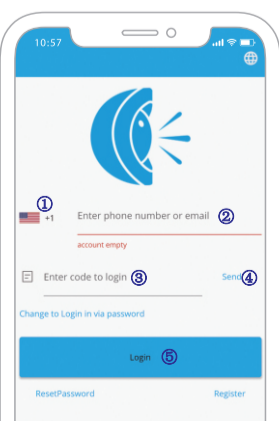 10:57
①
+1 Enter phone number or email ②
account empty
Enter code to login ③ Send ④
Change to Login in via password
Login ⑤
ResetPassword Register